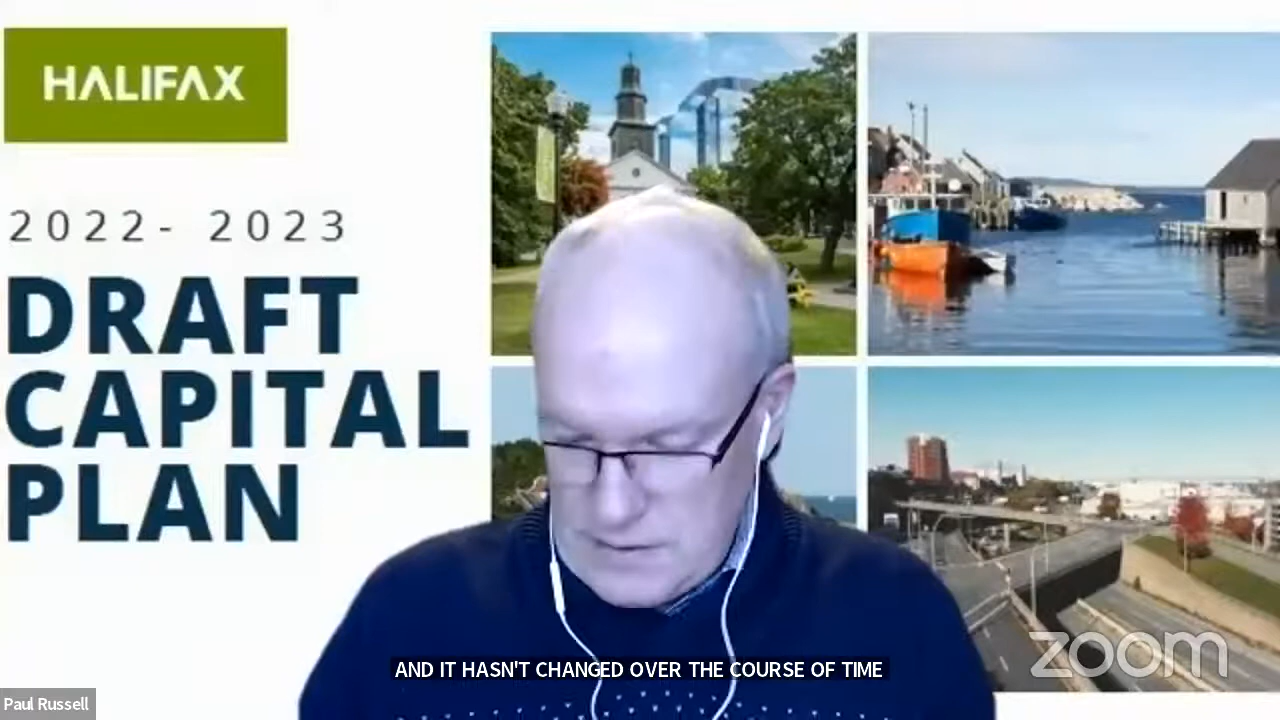 HALIFAX
2022- 2023
DRAFT
CAPITAL
PLAN
AND IT HASN'T CHANGED OVER THE COURSE OF TIME
zoom
Paul Russell